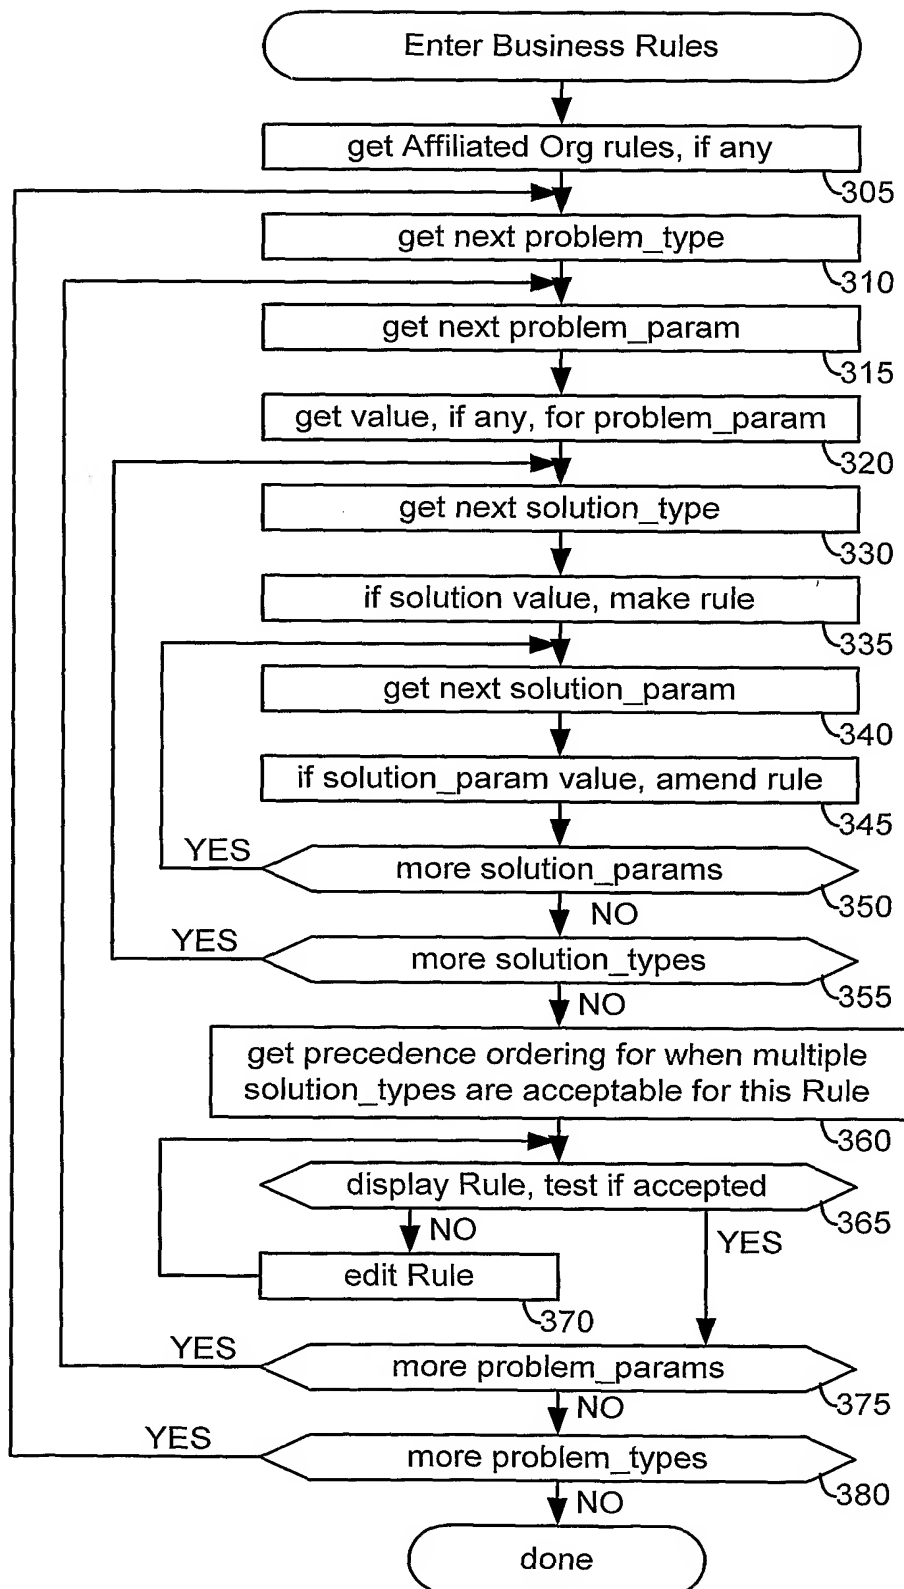 Enter Business Rules
get Affiliated Org rules, if any
305
get next problem_type
310
get next problem_param
315
get value, if any, for problem_param
320
get next solution_type
330
if solution value, make rule
335
get next solution_param
340
if solution_param value, amend rule
345
YES
more solution_params
350
NO
YES
more solution_types
355
NO
get precedence ordering for when multiple
solution_types are acceptable for this Rule
360
display Rule, test if accepted
365
NO
YES
edit Rule
370
YES
more problem_params
375
NO
YES
more problem_types
380
NO
done